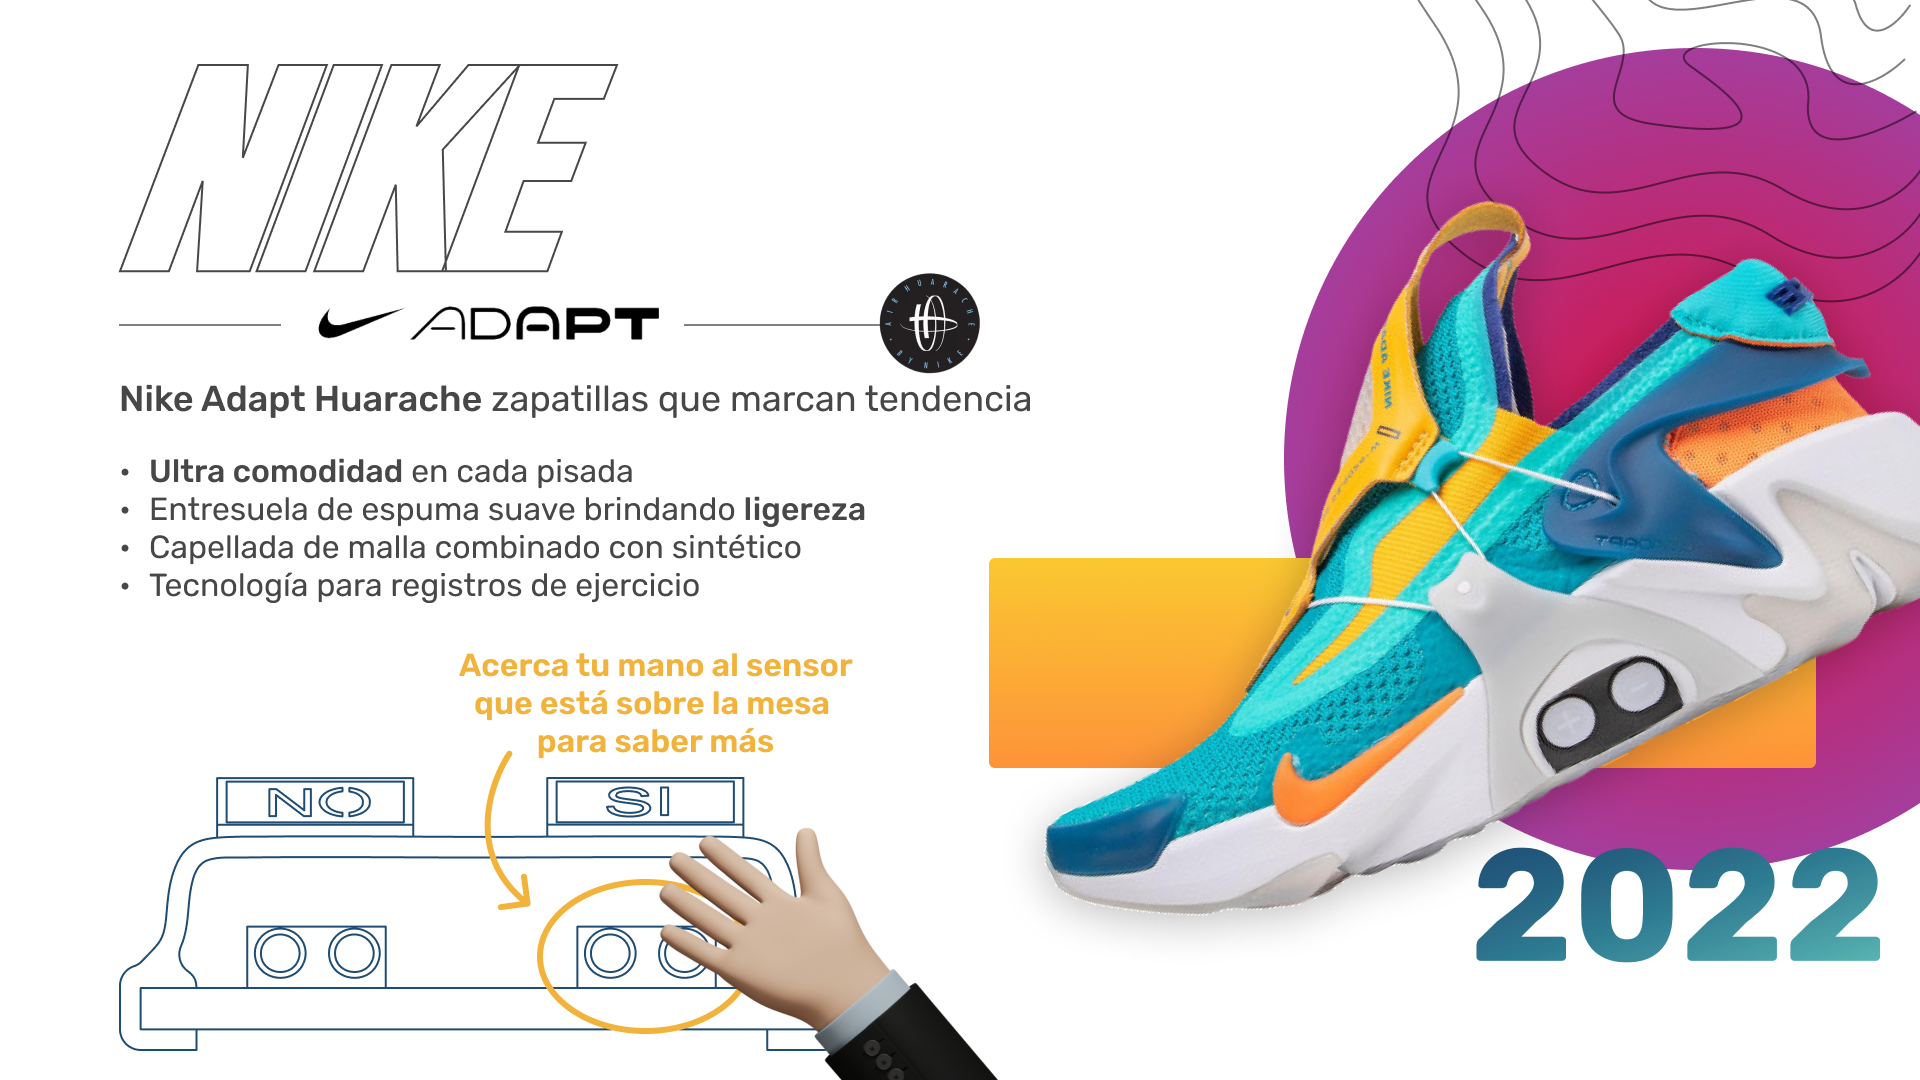 NIKE
ADAPT
AIR HUARACHE
BY NIKE
Nike Adapt Huarache zapatillas que marcan tendencia
• Ultra comodidad en cada pisada
• Entresuela de espuma suave brindando ligereza
• Capellada de malla combinado con sintético
• Tecnología para registros de ejercicio
Acerca tu mano al sensor
que está sobre la mesa
para saber más
NO
SI
2022